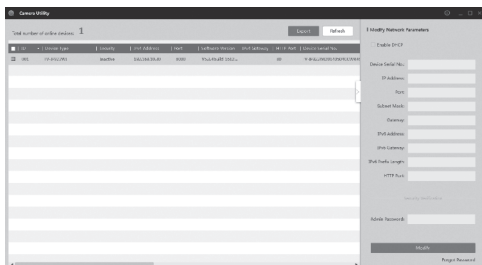 Camera Utility
Total number of online devices: 1
Export
Refresh
ID
Device Type
Security
IPv4 Address
Port
Software Version
IPv4 Gateway
HTTP Port
Device Serial No.
001
Inactive
8000
80
Modify Network Parameters
Enable DHCP
Device Serial No.:
IP Address:
Port:
Subnet Mask:
Gateway:
IPv6 Address:
IPv6 Gateway:
IPv6 Prefix Length:
HTTP Port:
Admin Password:
Modify
Forgot Password